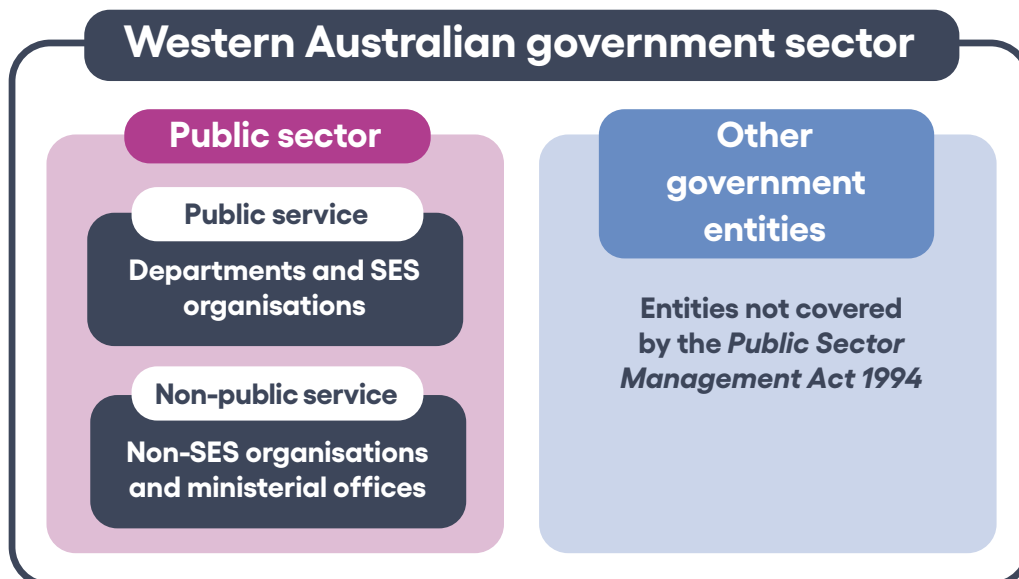 Western Australian government sector
Public sector
Public service
Departments and SES
organisations
Non-public service
Non-SES organisations
and ministerial offices
Other
government
entities
Entities not covered
by the Public Sector
Management Act 1994